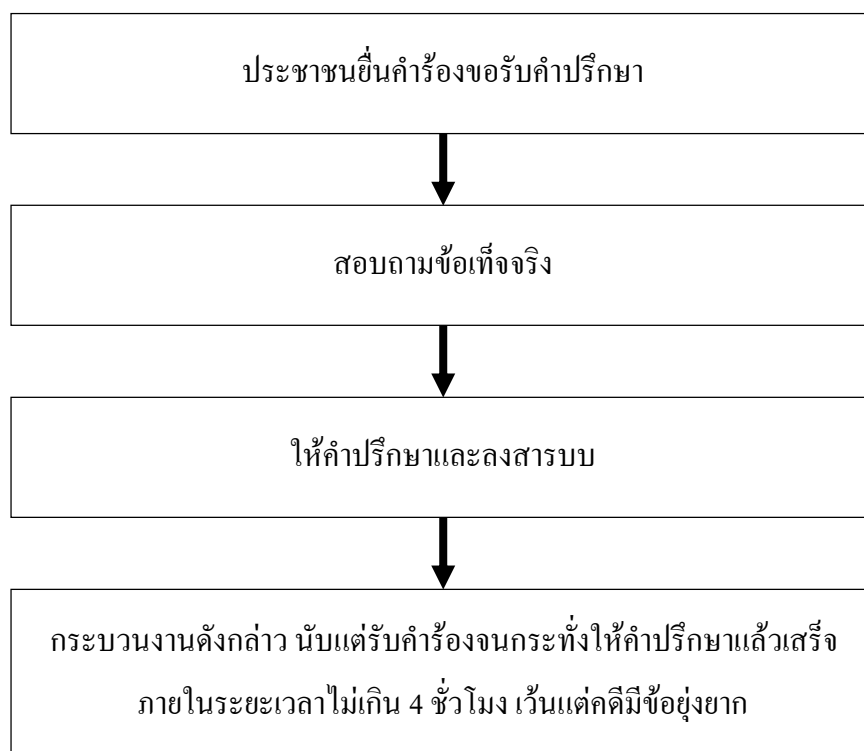 ประชาชนยื่นคำร้องขอรับคำปรึกษา
สอบถามข้อเท็จจริง
ให้คำปรึกษาและลงสารบบ
กระบวนงานดังกล่าว นับแต่รับคำร้องจนกระทั่งให้คำปรึกษาแล้วเสร็จ
ภายในระยะเวลาไม่เกิน 4 ชั่วโมง เว้นแต่คดีมีข้อยุ่งยาก